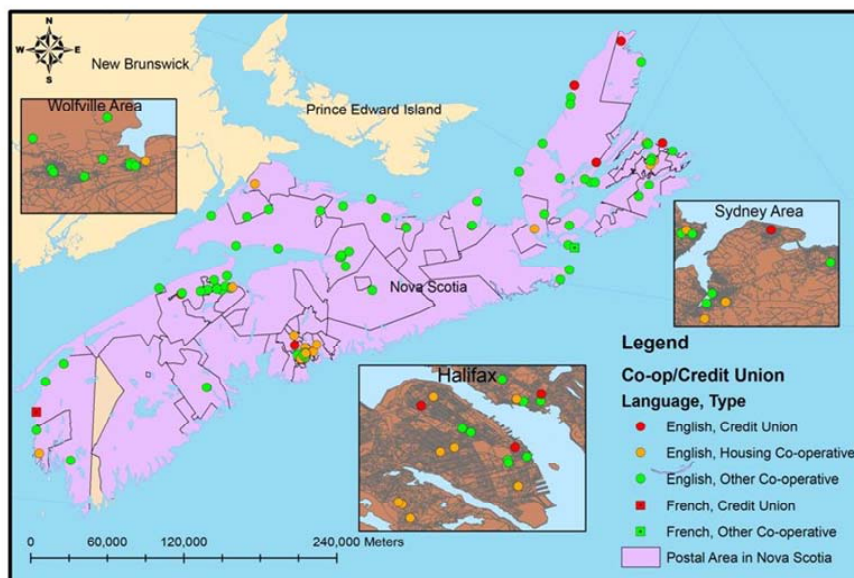 N
W E
S
New Brunswick
Prince Edward Island
Wolfville Area
Sydney Area
Nova Scotia
Halifax
Legend
Co-op/Credit Union
Language, Type
English, Credit Union
English, Housing Co-operative
English, Other Co-operative
French, Credit Union
French, Other Co-operative
Postal Area in Nova Scotia
0 60,000 120,000 240,000 Meters